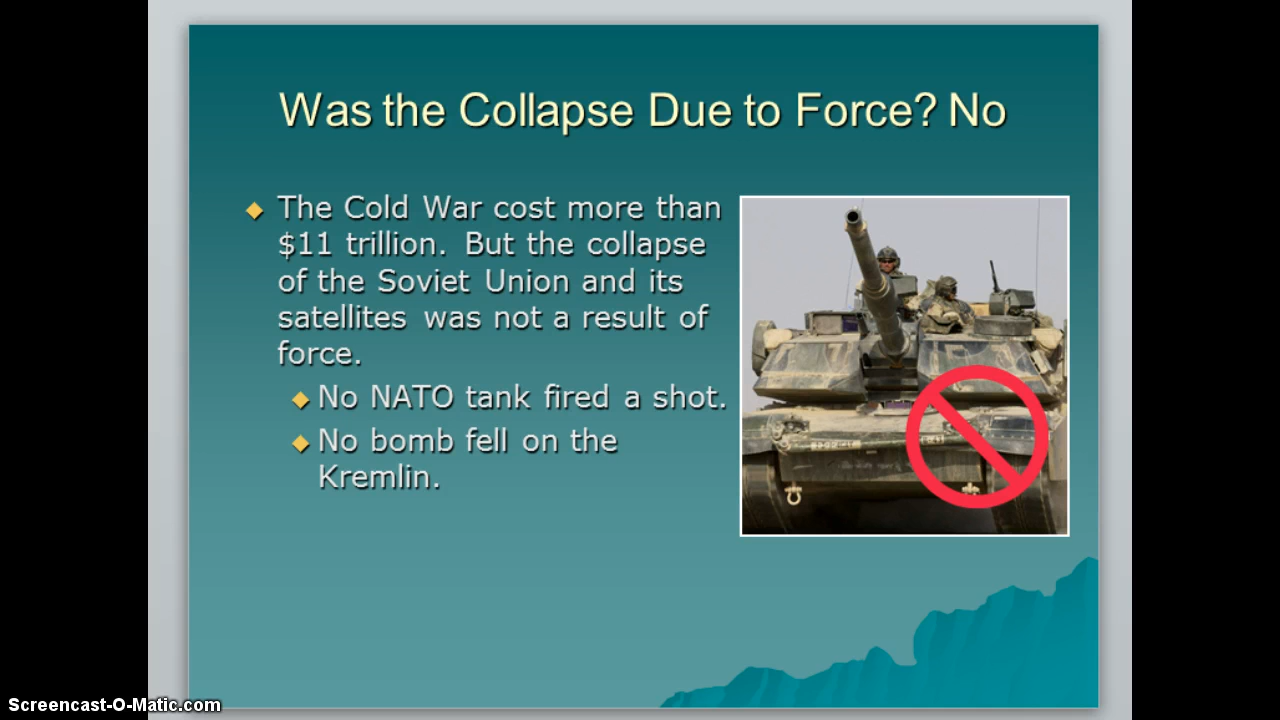 Was the Collapse Due to Force? No
The Cold War cost more than
$11 trillion. But the collapse
of the Soviet Union and its
satellites was not a result of
force.
No NATO tank fired a shot.
No bomb fell on the
Kremlin.
Screencast-O-Matic.com